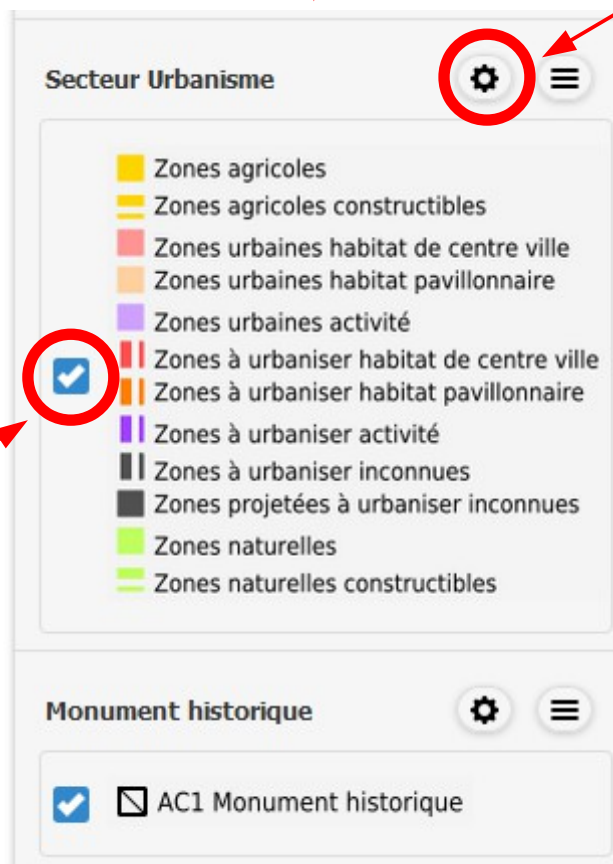 Secteur Urbanisme
Zones agricoles
Zones agricoles constructibles
Zones urbaines habitat de centre ville
Zones urbaines habitat pavillonnaire
Zones urbaines activité
Zones à urbaniser habitat de centre ville
Zones à urbaniser habitat pavillonnaire
Zones à urbaniser activité
Zones à urbaniser inconnues
Zones projetées à urbaniser inconnues
Zones naturelles
Zones naturelles constructibles
Monument historique
AC1 Monument historique